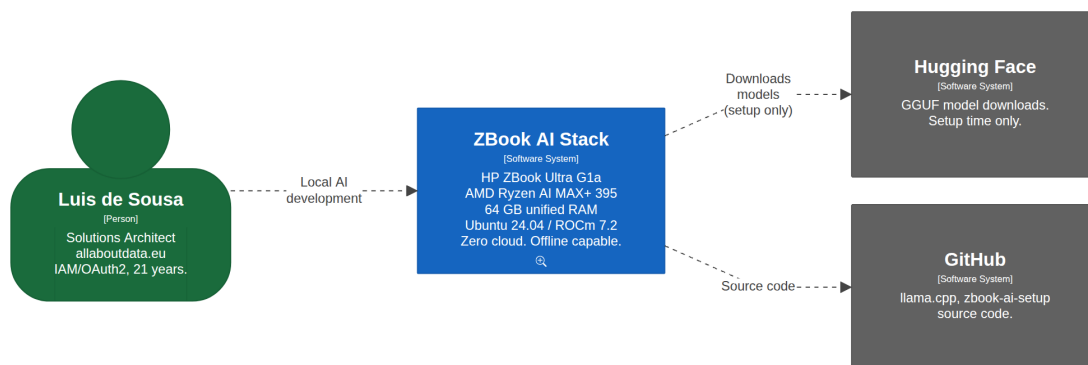 Luis de Sousa
[Person]
Solutions Architect
allaboutdata.eu
IAM/OAuth2, 21 years.
Local AI
development
ZBook AI Stack
[Software System]
HP ZBook Ultra G1a
AMD Ryzen AI MAX+ 395
64 GB unified RAM
Ubuntu 24.04 / ROCm 7.2
Zero cloud. Offline capable.
Downloads
models
(setup only)
Source code
Hugging Face
[Software System]
GGUF model downloads.
Setup time only.
GitHub
[Software System]
llama.cpp, zbook-ai-setup
source code.